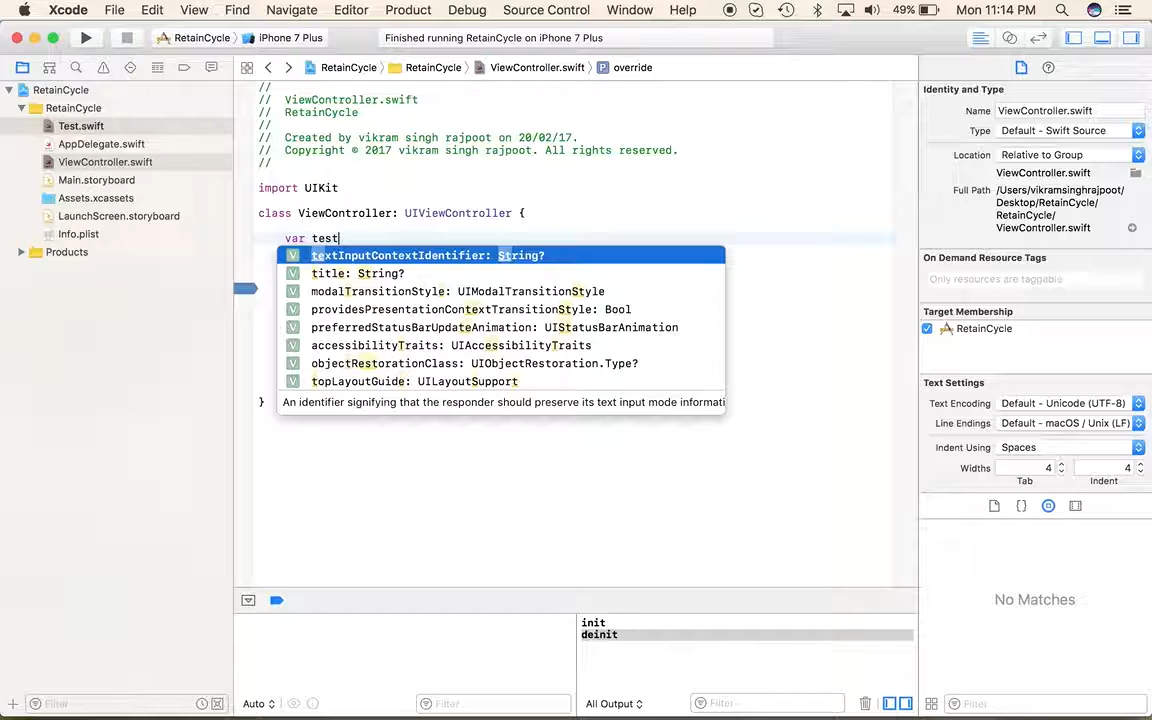 Xcode File Edit View Find Navigate Editor Product Debug Source Control Window Help 49% Mon 11:14 PM
RetainCycle iPhone 7 Plus Finished running RetainCycle on iPhone 7 Plus
RetainCycle RetainCycle ViewController.swift override
RetainCycle
RetainCycle
Test.swift
AppDelegate.swift
ViewController.swift
Main.storyboard
Assets.xcassets
LaunchScreen.storyboard
Info.plist
Products
//
// ViewController.swift
// RetainCycle
//
// Created by vikram singh rajpoot on 20/02/17.
// Copyright © 2017 vikram singh rajpoot. All rights reserved.
//
import UIKit
class ViewController: UIViewController {
var test
V textInputContextIdentifier: String?
V title: String?
V modalTransitionStyle: UIModalTransitionStyle
V providesPresentationContextTransitionStyle: Bool
V preferredStatusBarUpdateAnimation: UIStatusBarAnimation
V accessibilityTraits: UIAccessibilityTraits
V objectRestorationClass: UIObjectRestoration.Type?
V topLayoutGuide: UILayoutSupport
An identifier signifying that the responder should preserve its text input mode informati
}
init
deinit
Identity and Type
Name ViewController.swift
Type Default - Swift Source
Location Relative to Group
ViewController.swift
Full Path /Users/vikramsinghrajpoot/
Desktop/RetainCycle/
RetainCycle/
ViewController.swift
On Demand Resource Tags
Only resources are taggable
Target Membership
RetainCycle
Text Settings
Text Encoding Default - Unicode (UTF-8)
Line Endings Default - macOS / Unix (LF)
Indent Using Spaces
Widths 4 4
Tab Indent
No Matches
Filter Auto Filter All Output Filter Filter